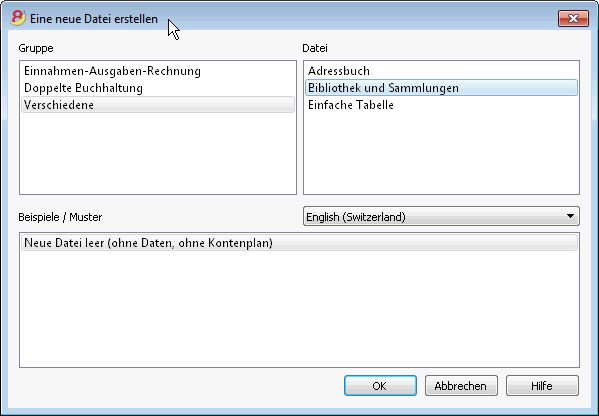 Eine neue Datei erstellen
Gruppe
Datei
Einnahmen-Ausgaben-Rechnung
Doppelte Buchhaltung
Verschiedene
Adressbuch
Bibliothek und Sammlungen
Einfache Tabelle
Beispiele / Muster
English (Switzerland)
Neue Datei leer (ohne Daten, ohne Kontenplan)
OK
Abbrechen
Hilfe